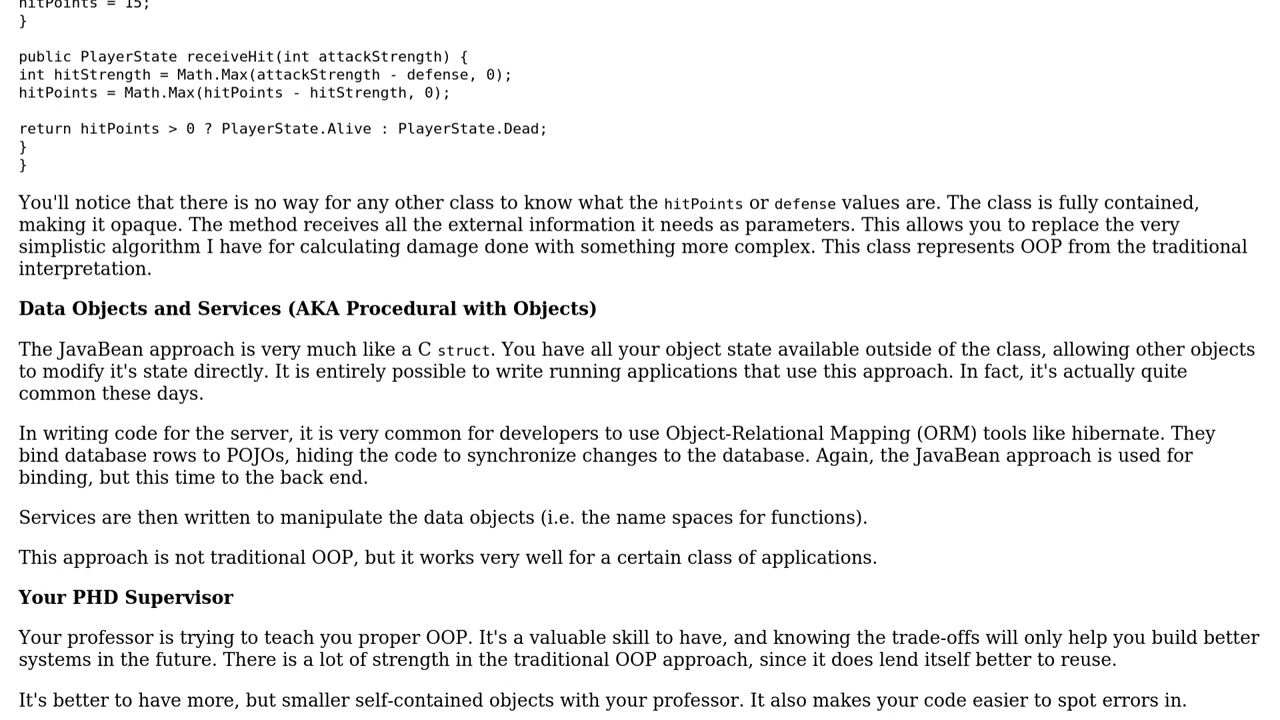 hitPoints = 15;
}
public PlayerState receiveHit(int attackStrength) {
int hitStrength = Math.Max(attackStrength - defense, 0);
hitPoints = Math.Max(hitPoints - hitStrength, 0);
return hitPoints > 0 ? PlayerState.Alive : PlayerState.Dead;
}
}
You'll notice that there is no way for any other class to know what the hitPoints or defense values are. The class is fully contained,
making it opaque. The method receives all the external information it needs as parameters. This allows you to replace the very
simplistic algorithm I have for calculating damage done with something more complex. This class represents OOP from the traditional
interpretation.
Data Objects and Services (AKA Procedural with Objects)
The JavaBean approach is very much like a C struct. You have all your object state available outside of the class, allowing other objects
to modify it's state directly. It is entirely possible to write running applications that use this approach. In fact, it's actually quite
common these days.
In writing code for the server, it is very common for developers to use Object-Relational Mapping (ORM) tools like hibernate. They
bind database rows to POJOs, hiding the code to synchronize changes to the database. Again, the JavaBean approach is used for
binding, but this time to the back end.
Services are then written to manipulate the data objects (i.e. the name spaces for functions).
This approach is not traditional OOP, but it works very well for a certain class of applications.
Your PHD Supervisor
Your professor is trying to teach you proper OOP. It's a valuable skill to have, and knowing the trade-offs will only help you build better
systems in the future. There is a lot of strength in the traditional OOP approach, since it does lend itself better to reuse.
It's better to have more, but smaller self-contained objects with your professor. It also makes your code easier to spot errors in.